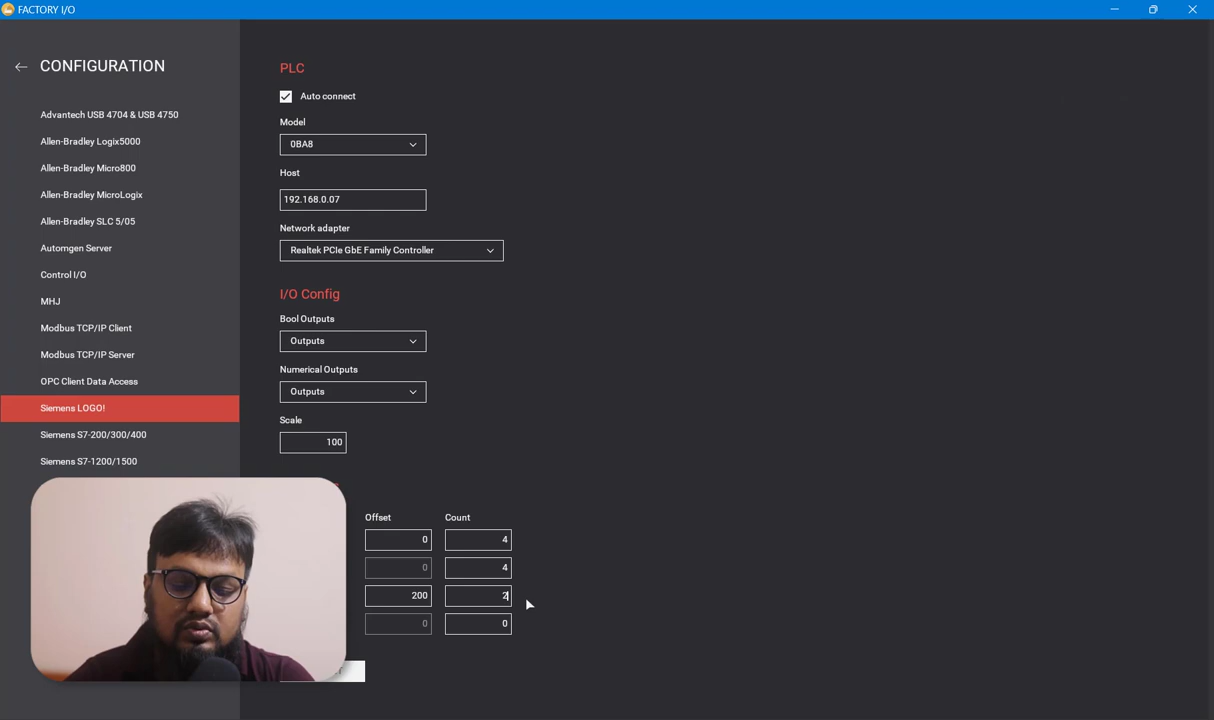 FACTORY I/O
CONFIGURATION
Advantech USB 4704 & USB 4750
Allen-Bradley Logix5000
Allen-Bradley Micro800
Allen-Bradley MicroLogix
Allen-Bradley SLC 5/05
Automgen Server
Control I/O
MHJ
Modbus TCP/IP Client
Modbus TCP/IP Server
OPC Client Data Access
Siemens LOGO!
Siemens S7-200/300/400
Siemens S7-1200/1500
PLC
Auto connect
Model
0BA8
Host
192.168.0.07
Network adapter
Realtek PCIe GbE Family Controller
I/O Config
Bool Outputs
Outputs
Numerical Outputs
Outputs
Scale
100
Offset Count
0 4
0 4
200 2
0 0